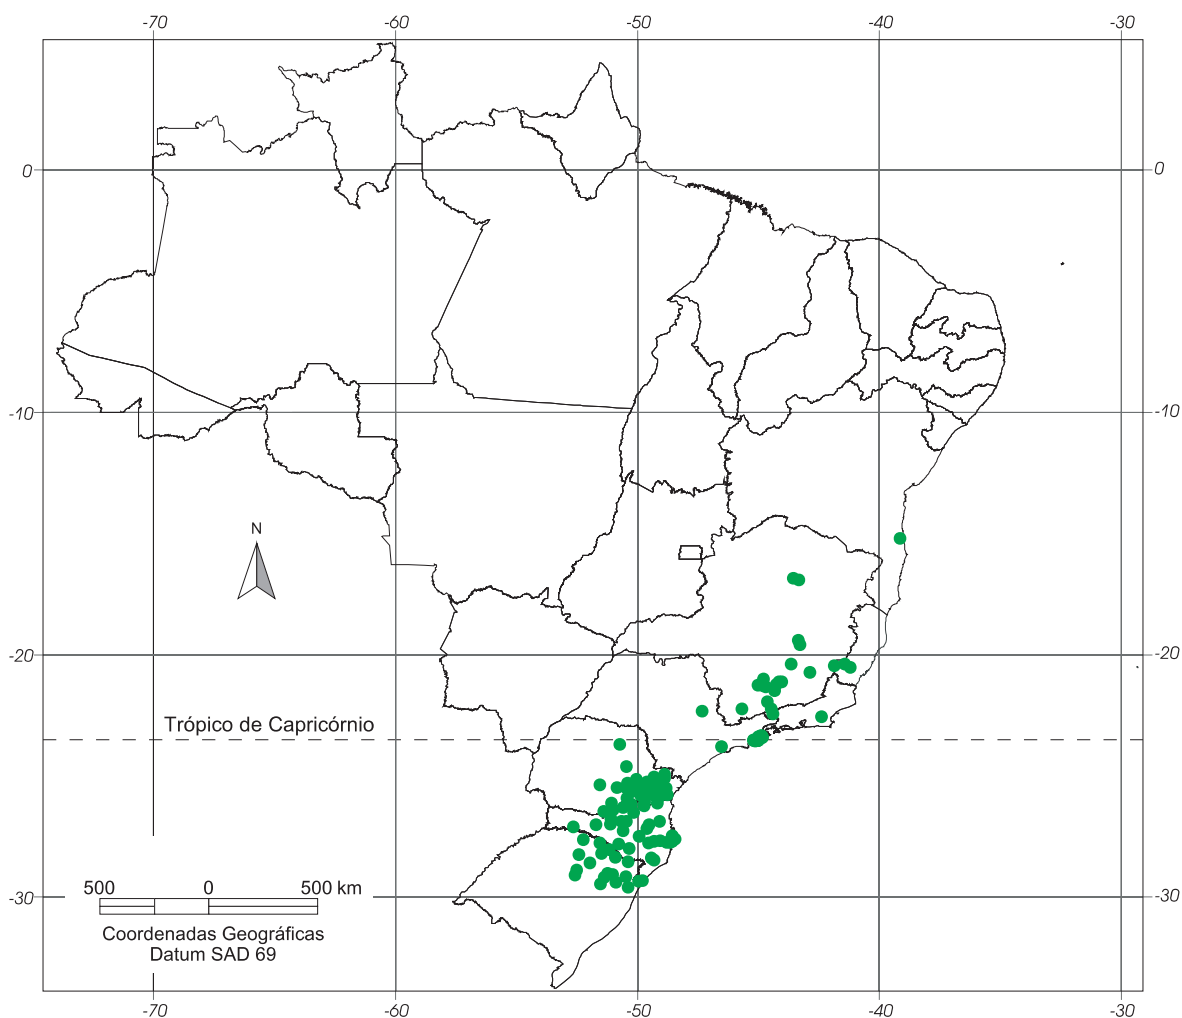 -70 -60 -50 -40 -30
0 0
-10 -10
N
-20 -20
Trópico de Capricórnio
500 0 500 km
-30 -30
Coordenadas Geográficas
Datum SAD 69
-70 -60 -50 -40 -30